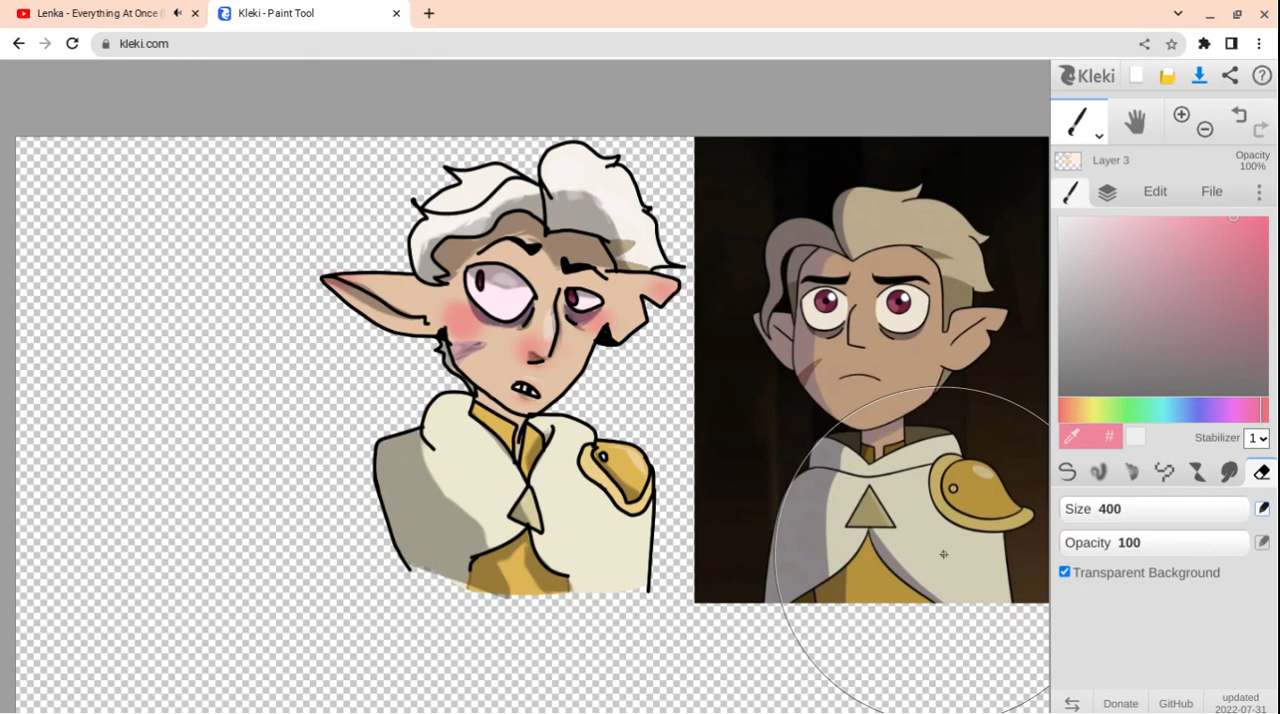 Lenka - Everything At Once (
Kleki - Paint Tool
kleki.com
Kleki
Layer 3
Opacity
100%
Edit
File
#
Stabilizer 1
Size 400
Opacity 100
Transparent Background
Donate
GitHub
updated
2022-07-31